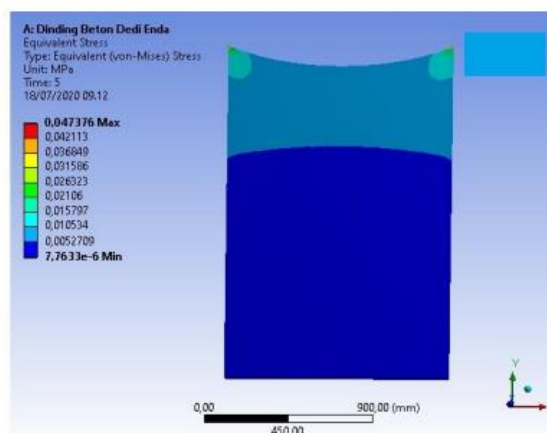 A: Dinding Beton Dedi Enda
Equivalent Stress
Type: Equivalent (von-Mises) Stress
Unit: MPa
Time: 5
18/07/2020 09.12
0,047376 Max
0,042113
0,036849
0,031586
0,026323
0,02106
0,015797
0,010534
0,0052709
7,7633e-6 Min
0,00
900,00 (mm)
450,00
Y